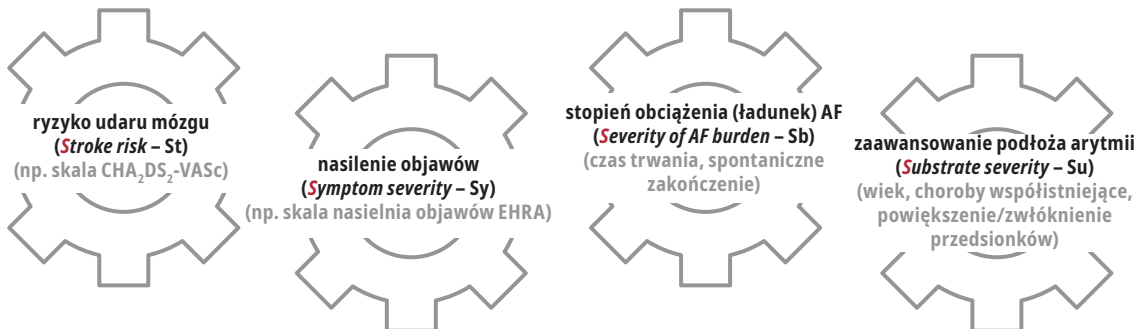 ryzyko udaru mózgu
(Stroke risk – St)
(np. skala CHA₂DS₂-VASc)
nasilenie objawów
(Symptom severity – Sy)
(np. skala nasielnia objawów EHRA)
stopień obciążenia (ładunek) AF
(Severity of AF burden – Sb)
(czas trwania, spontaniczne
zakończenie)
zaawansowanie podłoża arytmii
(Substrate severity – Su)
(wiek, choroby współistniejące,
powiększenie/zwłóknienie
przedsionków)